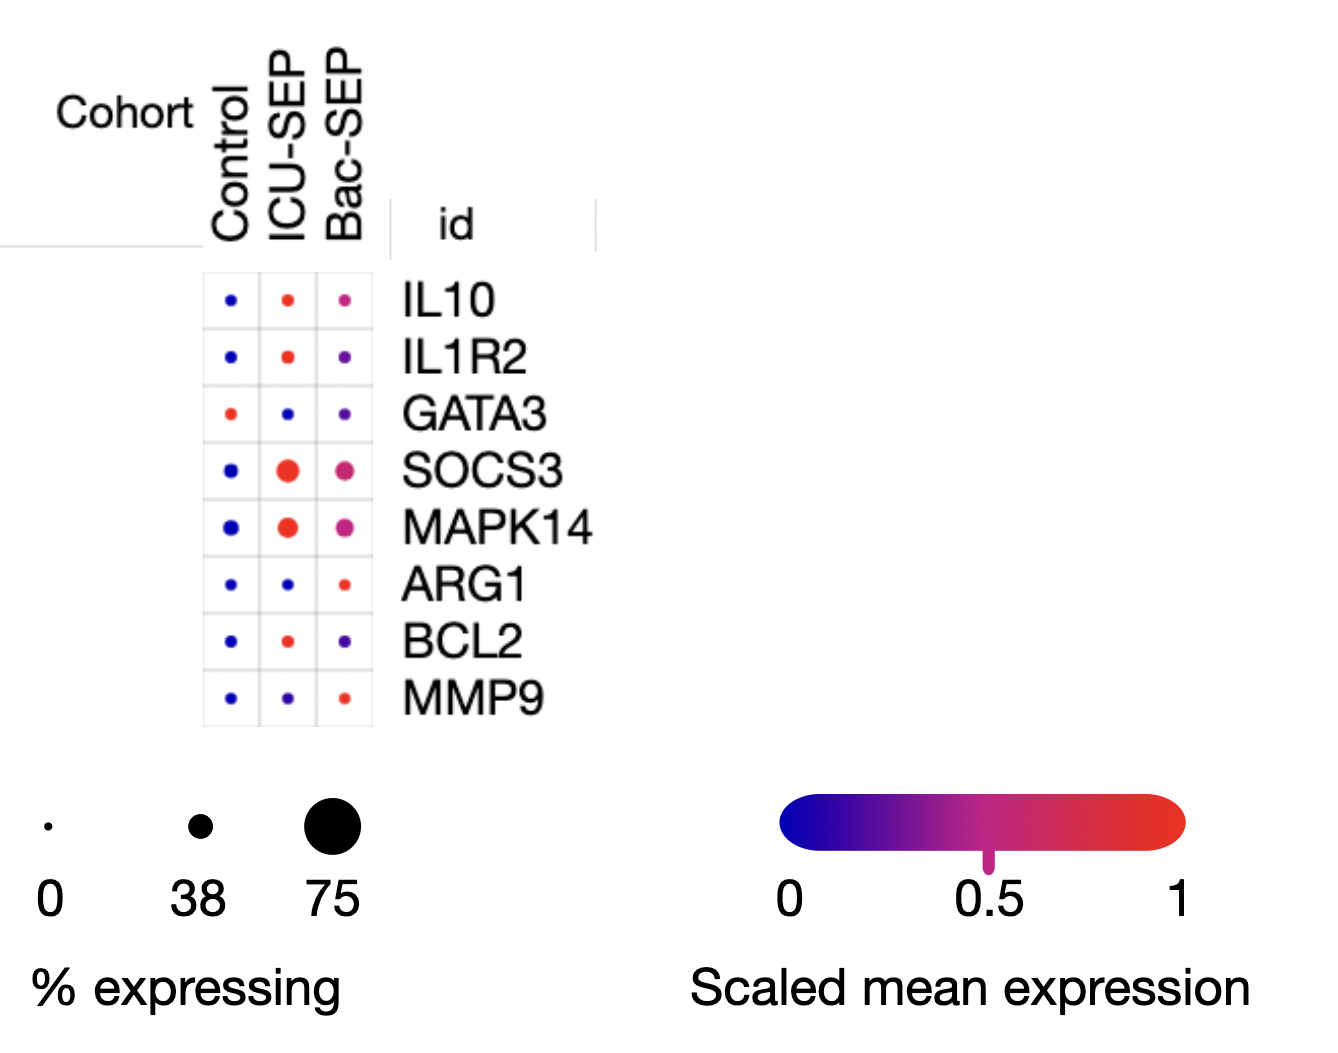 Cohort
Control
ICU-SEP
Bac-SEP
id
IL10
IL1R2
GATA3
SOCS3
MAPK14
ARG1
BCL2
MMP9
0 38 75
% expressing
0 0.5 1
Scaled mean expression